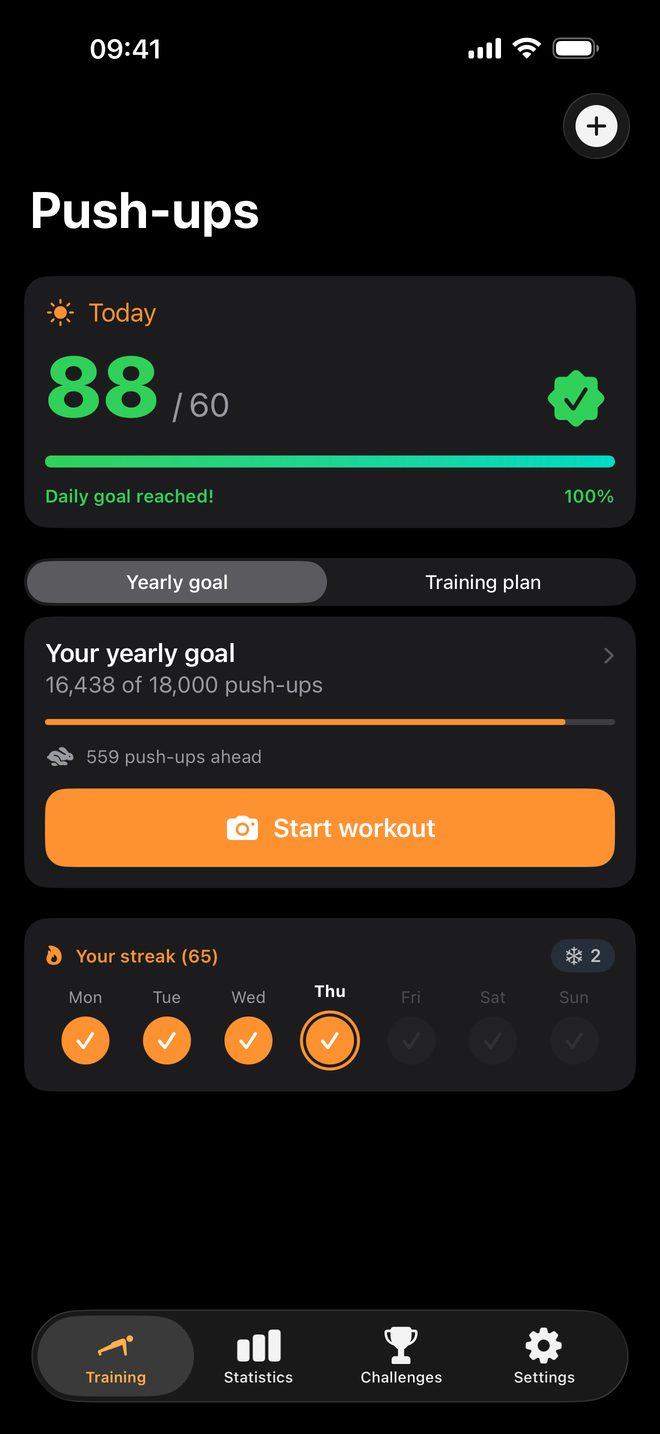 09:41
Push-ups
Today
88 / 60
Daily goal reached! 100%
Yearly goal Training plan
Your yearly goal
16,438 of 18,000 push-ups
559 push-ups ahead
Start workout
Your streak (65) 2
Mon Tue Wed Thu Fri Sat Sun
Training Statistics Challenges Settings